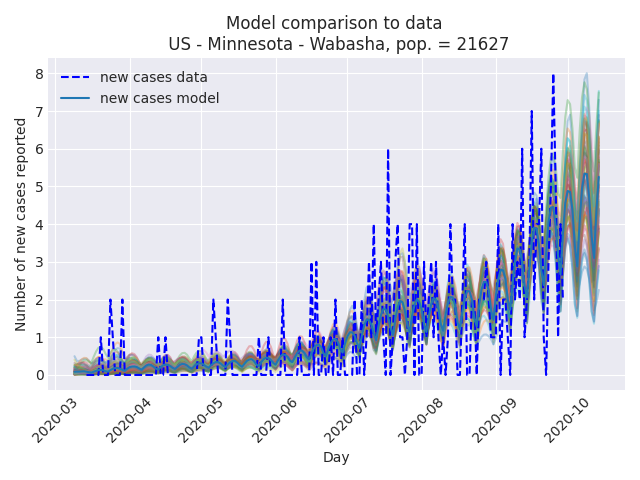 Model comparison to data
US - Minnesota - Wabasha, pop. = 21627
new cases data
new cases model
Number of new cases reported
8
7
6
5
4
3
2
1
0
2020-03
2020-04
2020-05
2020-06
2020-07
2020-08
2020-09
2020-10
Day